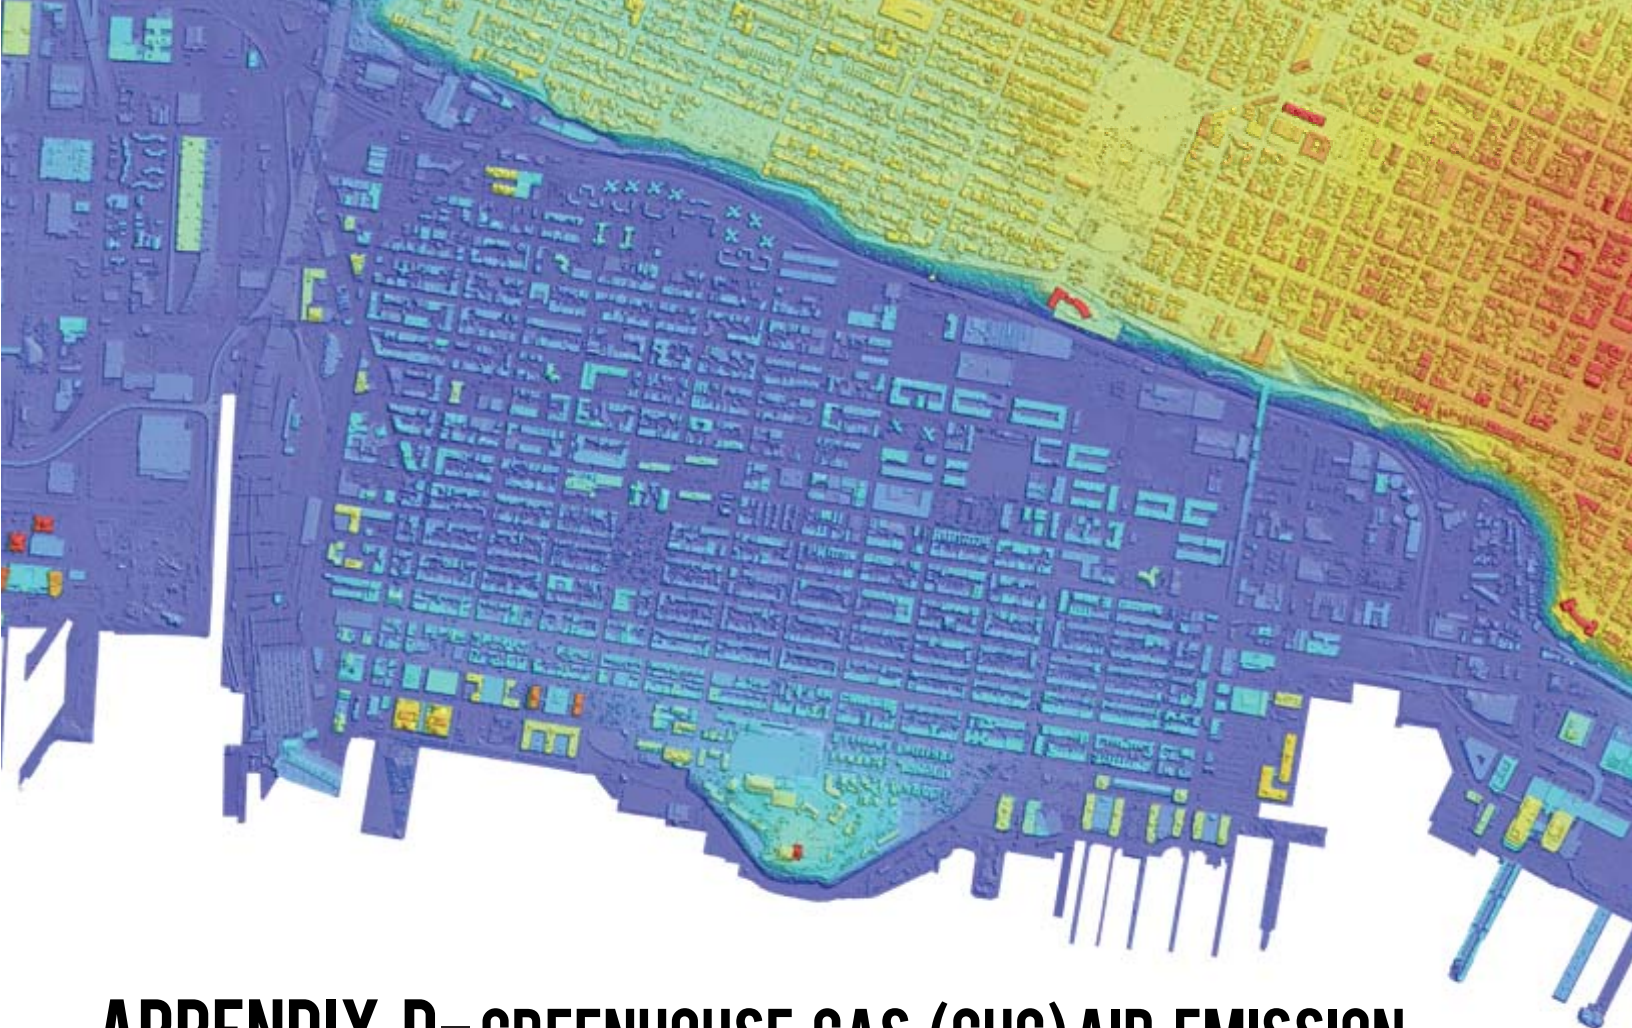 APPENDIX D– GREENHOUSE GAS (GHG) AIR EMISSION